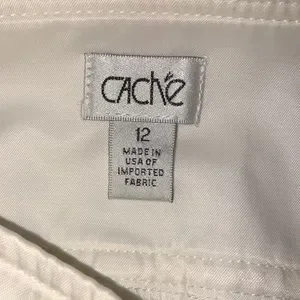 CAChé
12
MADE IN
USA OF
IMPORTED
FABRIC